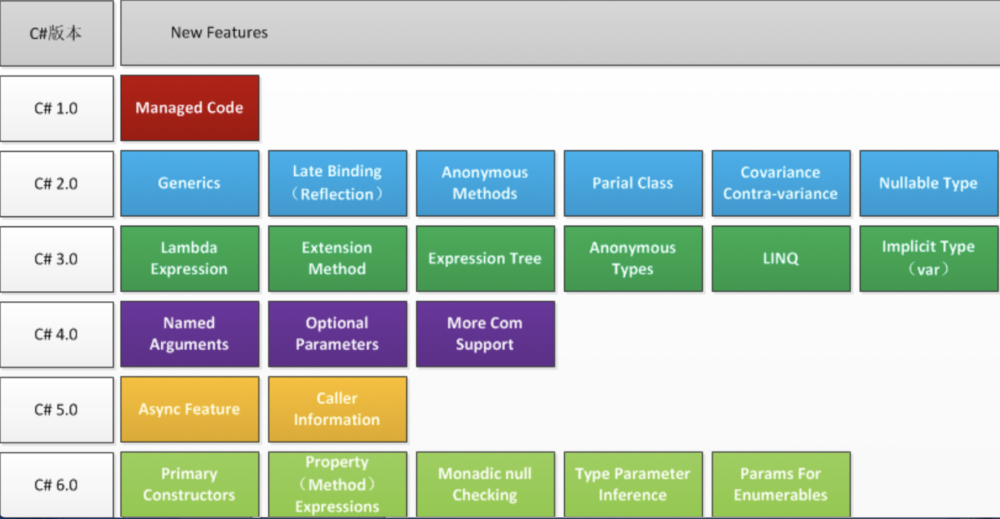 C#版本
New Features
C# 1.0
Managed Code
C# 2.0
Generics
Late Binding
（Reflection）
Anonymous
Methods
Parial Class
Covariance
Contra-variance
Nullable Type
C# 3.0
Lambda
Expression
Extension
Method
Expression Tree
Anonymous
Types
LINQ
Implicit Type
（var）
C# 4.0
Named
Arguments
Optional
Parameters
More Com
Support
C# 5.0
Async Feature
Caller
Information
C# 6.0
Primary
Constructors
Property
（Method）
Expressions
Monadic null
Checking
Type Parameter
Inference
Params For
Enumerables